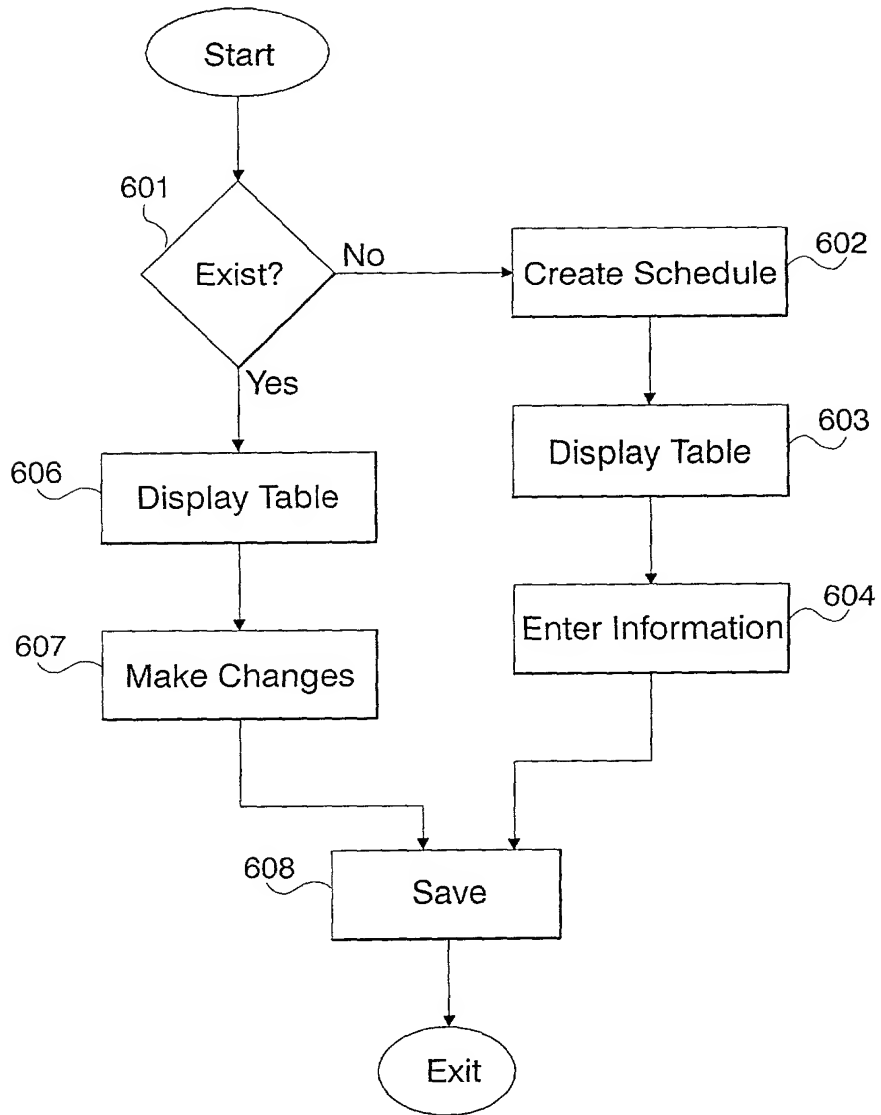 Start
601
Exist?
No
Create Schedule
602
Yes
Display Table
603
606
Display Table
Enter Information
604
607
Make Changes
608
Save
Exit